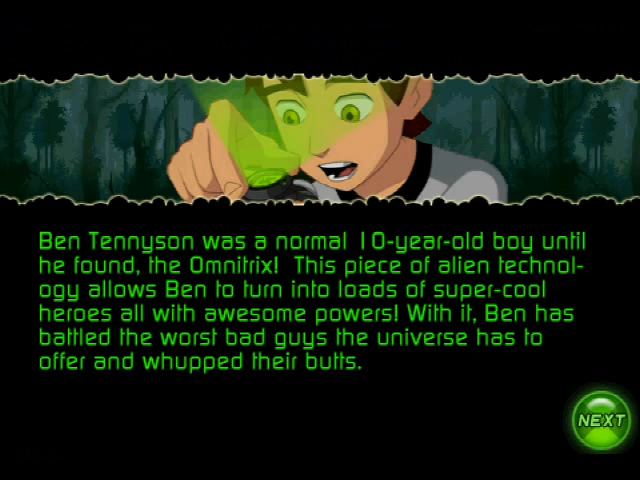 Ben Tennyson was a normal 10-year-old boy until
he found, the Omnitrix! This piece of alien technol-
ogy allows Ben to turn into loads of super-cool
heroes all with awesome powers! With it, Ben has
battled the worst bad guys the universe has to
offer and whupped their butts.
NEXT